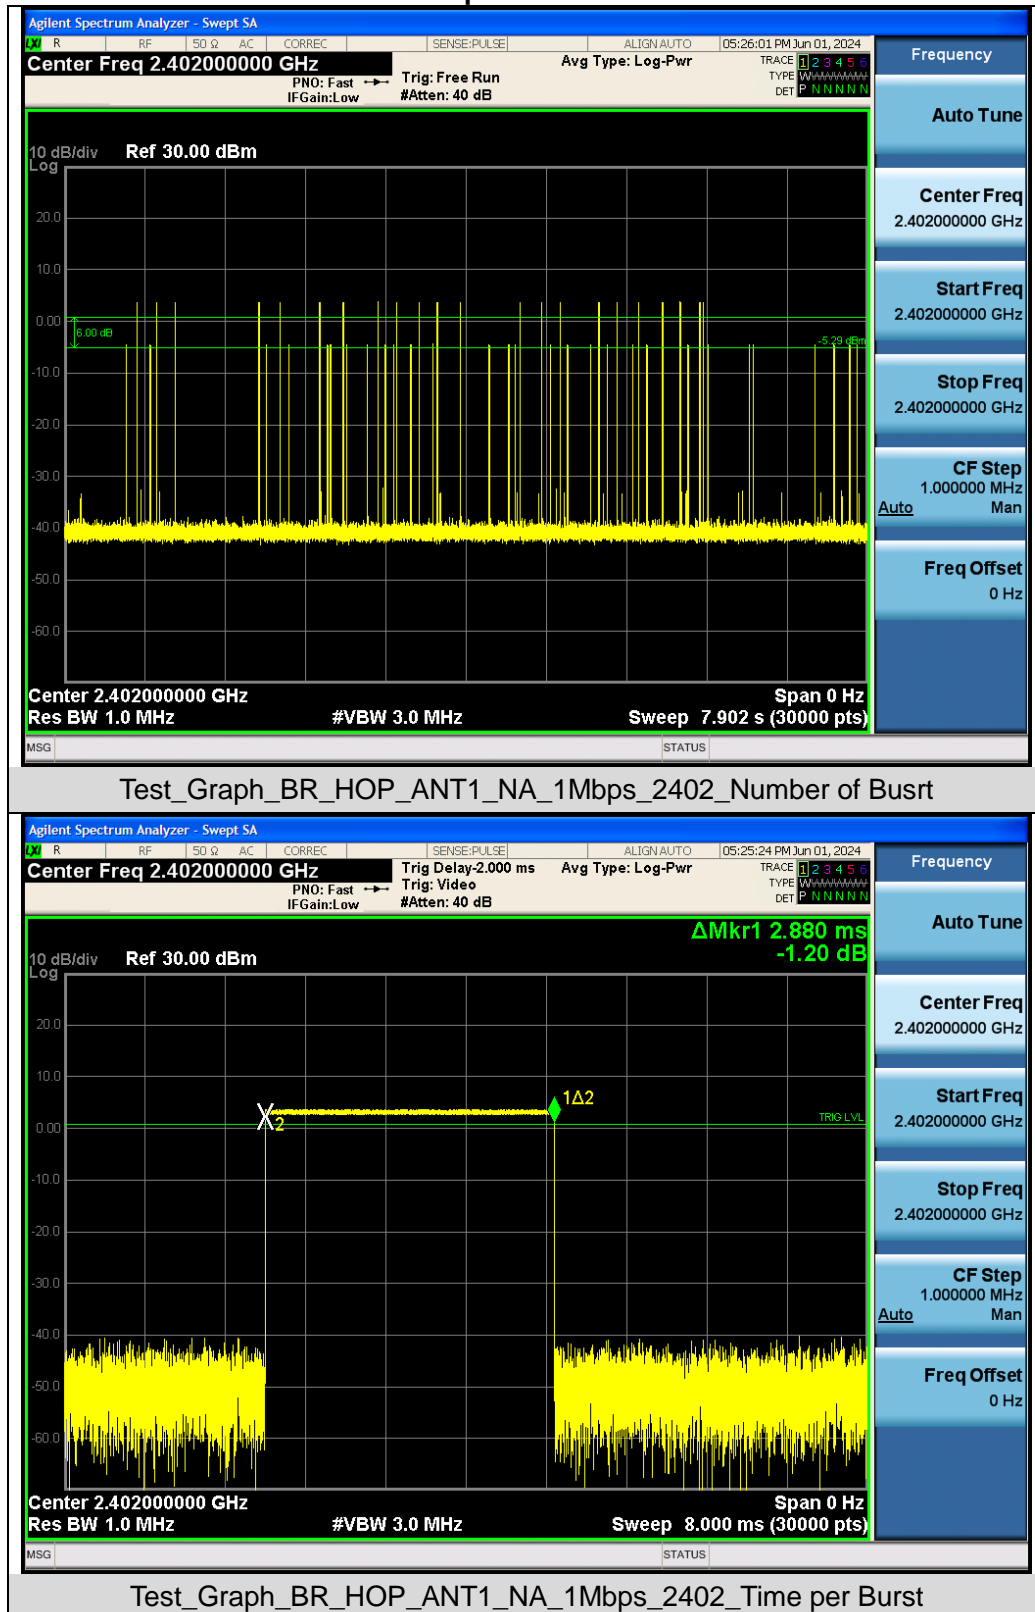 Agilent Spectrum Analyzer - Swept SA
LXI R RF 50 Ω AC CORREC SENSE:PULSE ALIGN AUTO 05:26:01 PM Jun 01, 2024
Center Freq 2.402000000 GHz
PNO: Fast
IFGain:Low
Trig: Free Run
#Atten: 40 dB
Avg Type: Log-Pwr
TRACE 1 2 3 4 5 6
TYPE
DET P N N N N N
10 dB/div Ref 30.00 dBm
Log
20.0
10.0
0.00
6.00 dB
-5.29 dBm
-10.0
-20.0
-30.0
-40.0
-50.0
-60.0
Center 2.402000000 GHz Span 0 Hz
Res BW 1.0 MHz #VBW 3.0 MHz Sweep 7.902 s (30000 pts)
MSG STATUS
Frequency
Auto Tune
Center Freq
2.402000000 GHz
Start Freq
2.402000000 GHz
Stop Freq
2.402000000 GHz
CF Step
1.000000 MHz
Auto Man
Freq Offset
0 Hz
Test_Graph_BR_HOP_ANT1_NA_1Mbps_2402_Number of Busrt
Agilent Spectrum Analyzer - Swept SA
LXI R RF 50 Ω AC CORREC SENSE:PULSE ALIGN AUTO 05:25:24 PM Jun 01, 2024
Center Freq 2.402000000 GHz
PNO: Fast
IFGain:Low
Trig Delay-2.000 ms
Trig: Video
#Atten: 40 dB
Avg Type: Log-Pwr
TRACE 1 2 3 4 5 6
TYPE
DET P N N N N N
ΔMkr1 2.880 ms
-1.20 dB
10 dB/div Ref 30.00 dBm
Log
20.0
10.0
0.00
X2
1Δ2
TRIG LVL
-10.0
-20.0
-30.0
-40.0
-50.0
-60.0
Center 2.402000000 GHz Span 0 Hz
Res BW 1.0 MHz #VBW 3.0 MHz Sweep 8.000 ms (30000 pts)
MSG STATUS
Frequency
Auto Tune
Center Freq
2.402000000 GHz
Start Freq
2.402000000 GHz
Stop Freq
2.402000000 GHz
CF Step
1.000000 MHz
Auto Man
Freq Offset
0 Hz
Test_Graph_BR_HOP_ANT1_NA_1Mbps_2402_Time per Burst